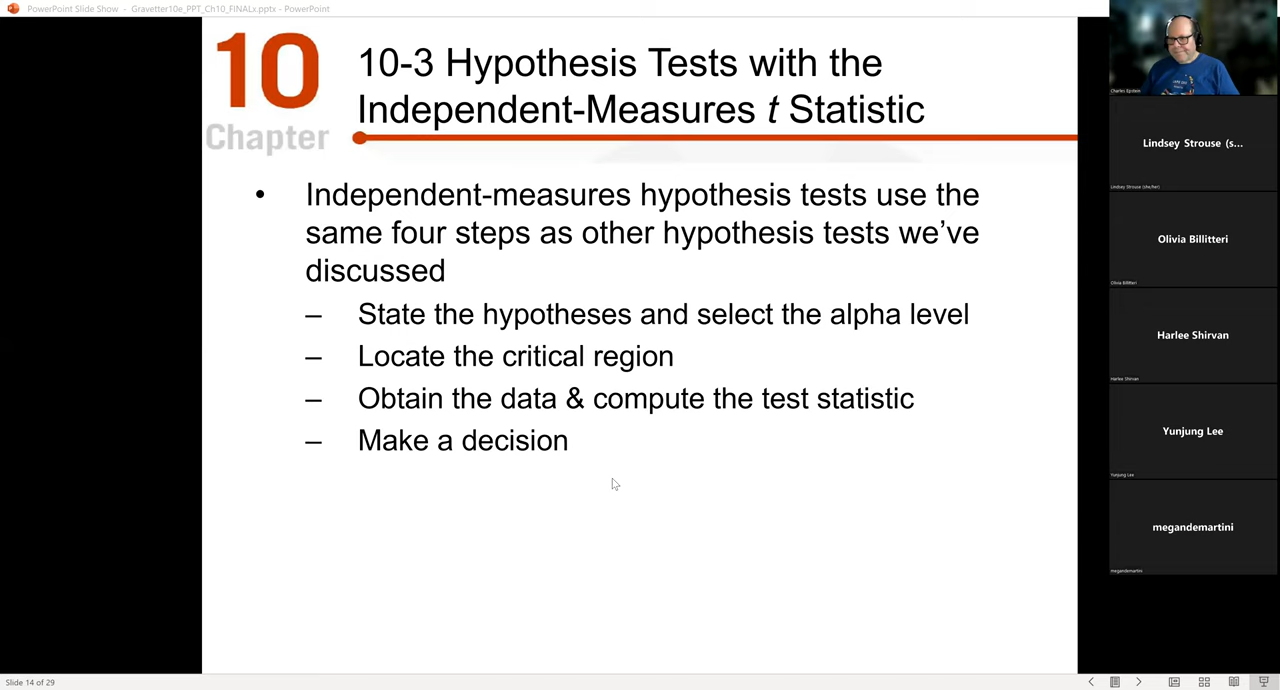 PowerPoint Slide Show - Gravetter10e_PPT_Ch10_FINALx.pptx - PowerPoint
10
Chapter
10-3 Hypothesis Tests with the
Independent-Measures t Statistic
• Independent-measures hypothesis tests use the
same four steps as other hypothesis tests we’ve
discussed
– State the hypotheses and select the alpha level
– Locate the critical region
– Obtain the data & compute the test statistic
– Make a decision
Charles Epstein
Lindsey Strouse (s...
Lindsey Strouse (she/her)
Olivia Billitteri
Olivia Billitteri
Harlee Shirvan
Harlee Shirvan
Yunjung Lee
Yunjung Lee
megandemartini
megandemartini
Slide 14 of 29